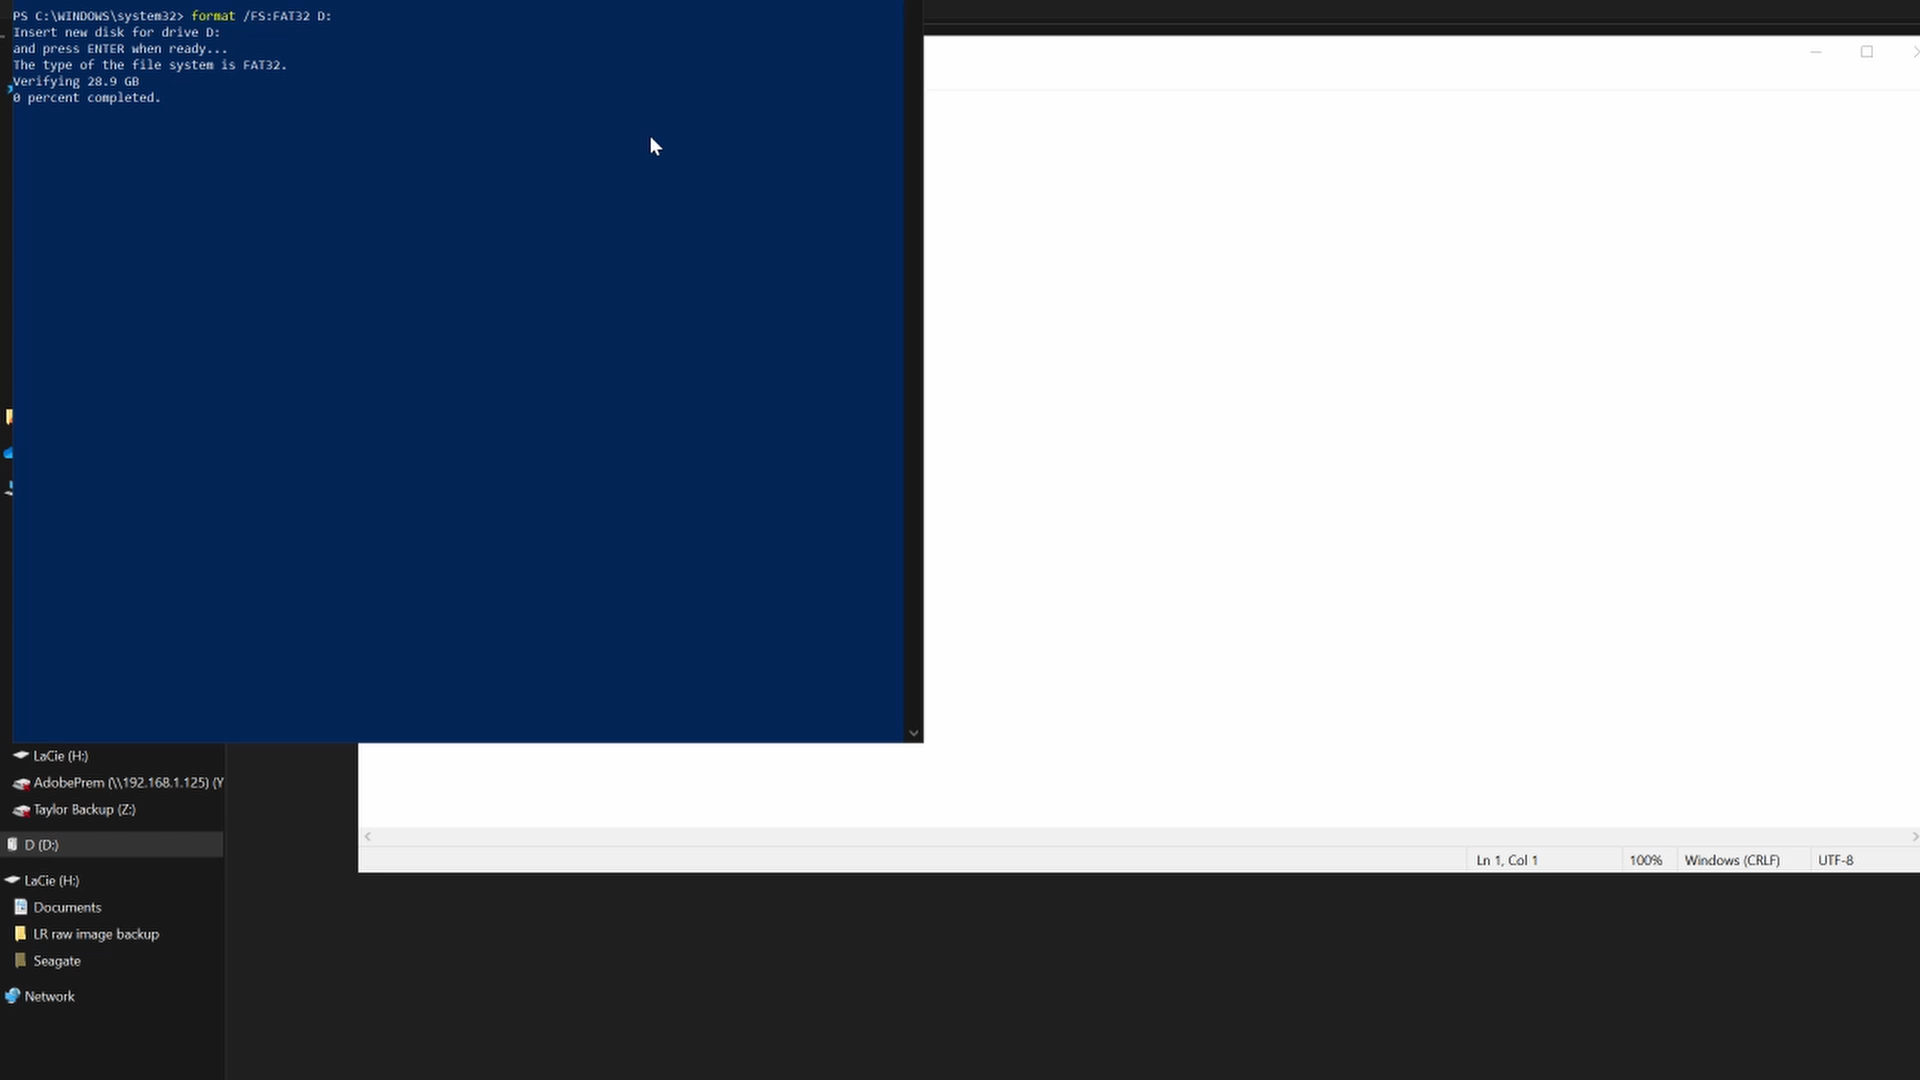 PS C:\WINDOWS\system32> format /FS:FAT32 D:
Insert new disk for drive D:
and press ENTER when ready...
The type of the file system is FAT32.
Verifying 28.9 GB
0 percent completed.
LaCie (H:)
AdobePrem (\\192.168.1.125) (Y
Taylor Backup (Z:)
D (D:)
LaCie (H:)
Documents
LR raw image backup
Seagate
Network
Ln 1, Col 1
100%
Windows (CRLF)
UTF-8